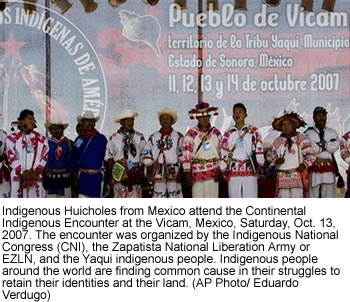 Pueblo de Vicam
territorio de la Tribu Yaqui, Municipio
Estado de Sonora, México
11, 12, 13 y 14 de octubre 2007
OS INDÍGENAS DE AMÉRI
Indigenous Huicholes from Mexico attend the Continental
Indigenous Encounter at the Vicam, Mexico, Saturday, Oct. 13,
2007. The encounter was organized by the Indigenous National
Congress (CNI), the Zapatista National Liberation Army or
EZLN, and the Yaqui indigenous people. Indigenous people
around the world are finding common cause in their struggles to
retain their identities and their land. (AP Photo/ Eduardo
Verdugo)